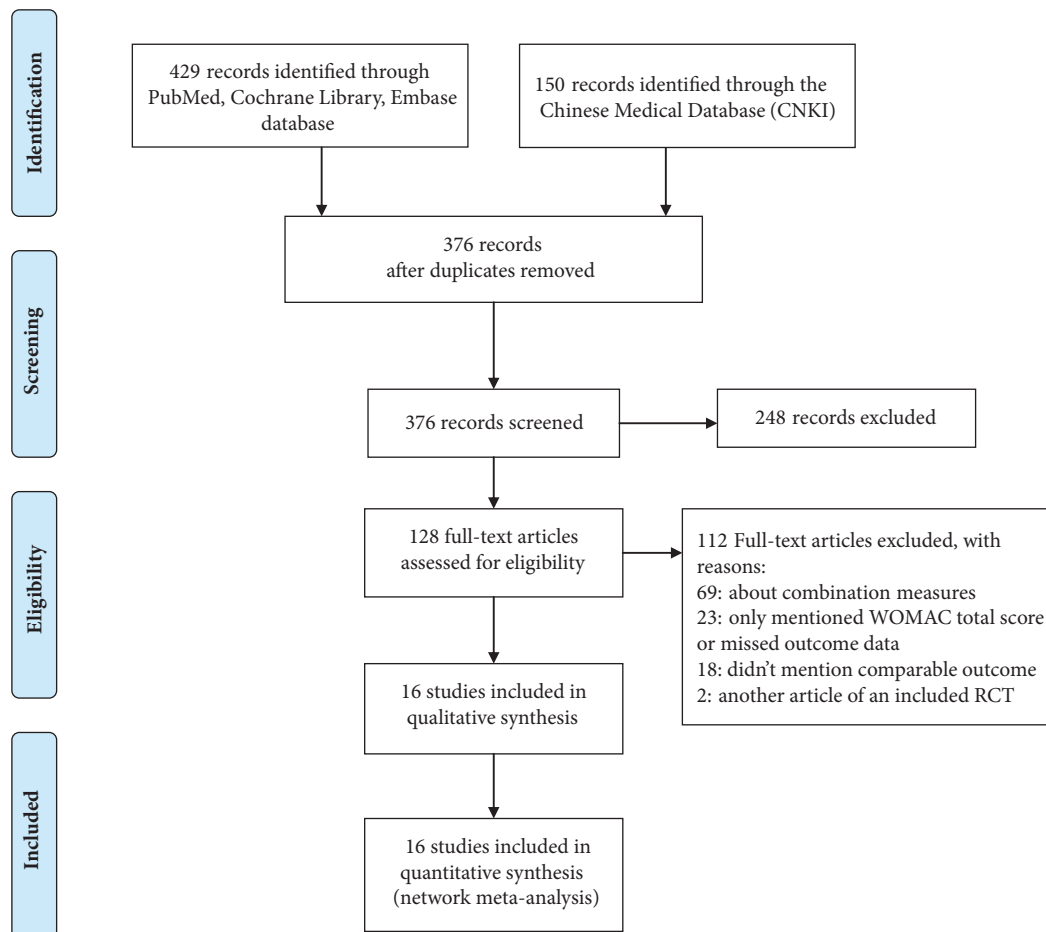 Identification
429 records identified through
PubMed, Cochrane Library, Embase
database
150 records identified through the
Chinese Medical Database (CNKI)
376 records
after duplicates removed
Screening
376 records screened
248 records excluded
Eligibility
128 full-text articles
assessed for eligibility
112 Full-text articles excluded, with
reasons:
69: about combination measures
23: only mentioned WOMAC total score
or missed outcome data
18: didn't mention comparable outcome
2: another article of an included RCT
16 studies included in
qualitative synthesis
Included
16 studies included in
quantitative synthesis
(network meta-analysis)